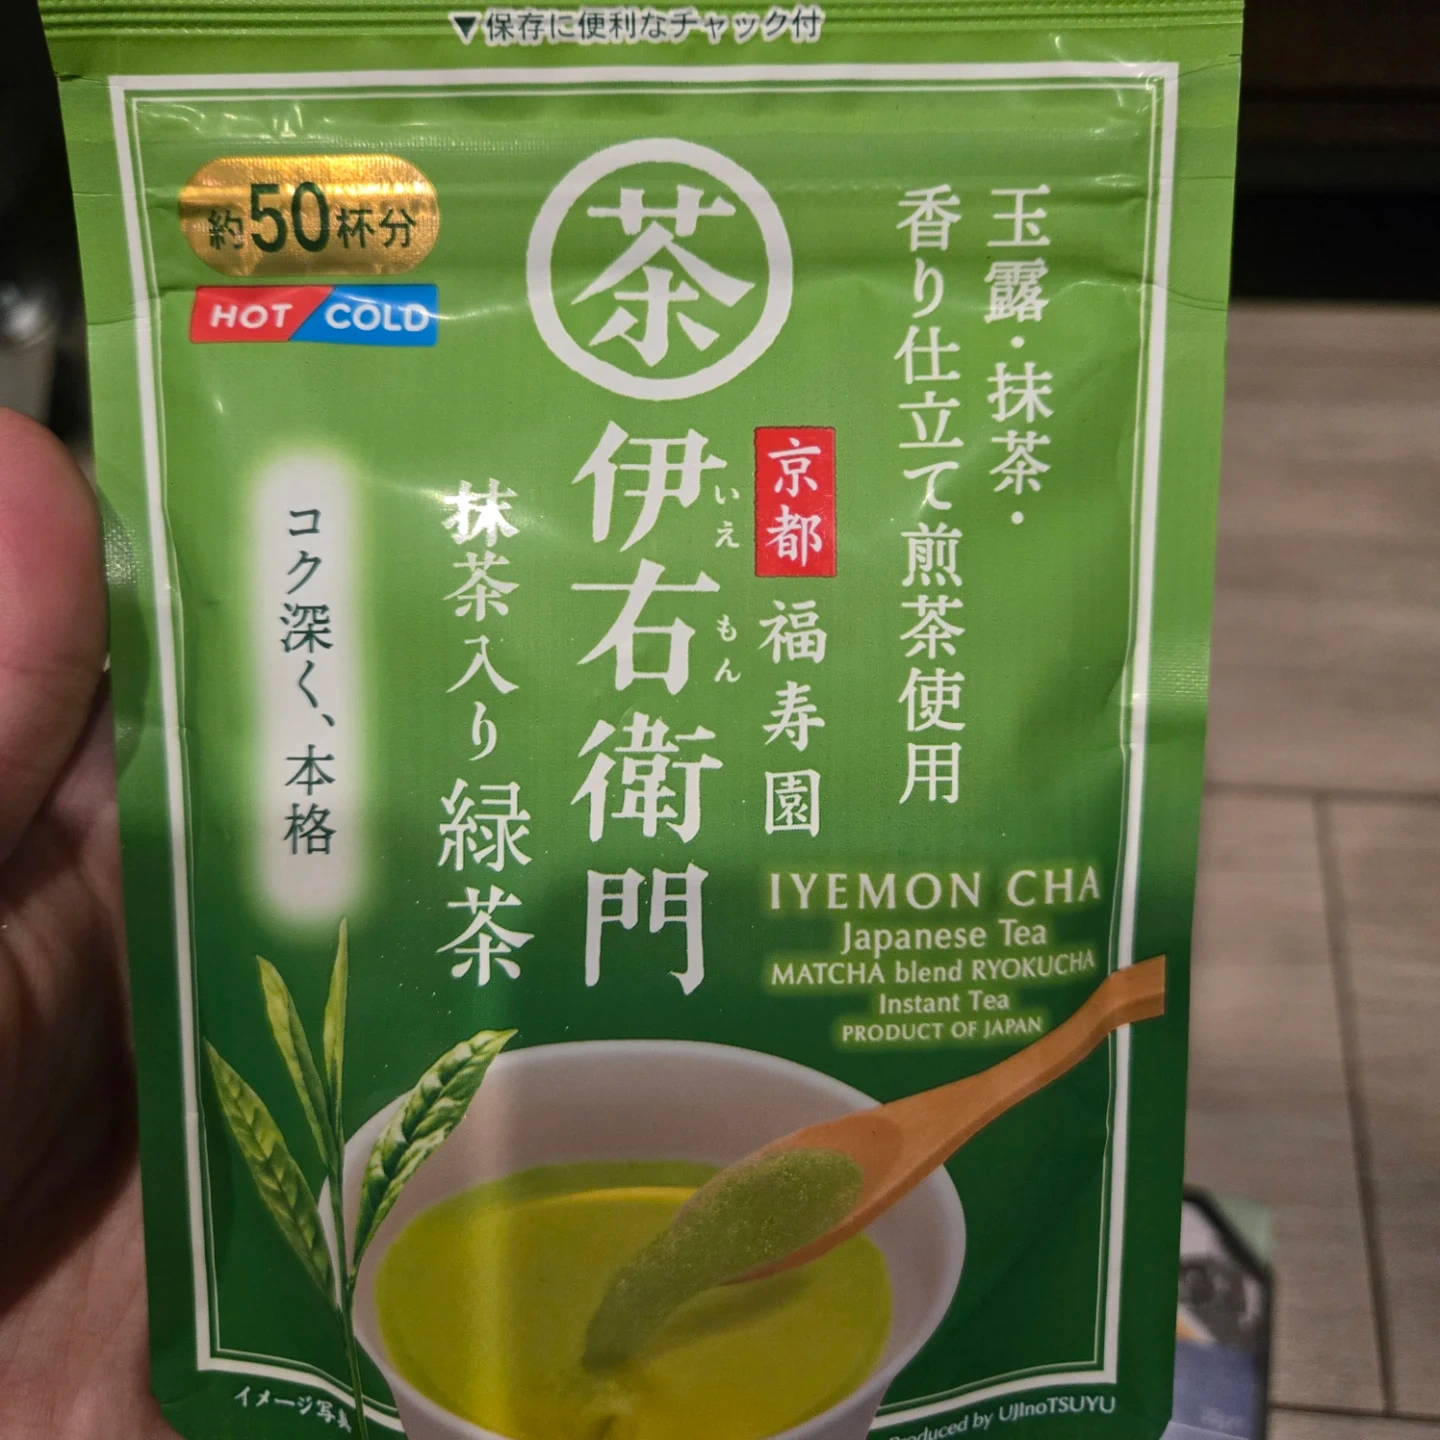 ▼保存に便利なチャック付
約50杯分
HOT COLD
茶
玉露・抹茶・
香り仕立て煎茶使用
京都 福寿園
伊右衛門
いえもん
抹茶入り緑茶
コク深く、本格
IYEMON CHA
Japanese Tea
MATCHA blend RYOKUCHA
Instant Tea
PRODUCT OF JAPAN
イメージ写真
Produced by UJInoTSUYU